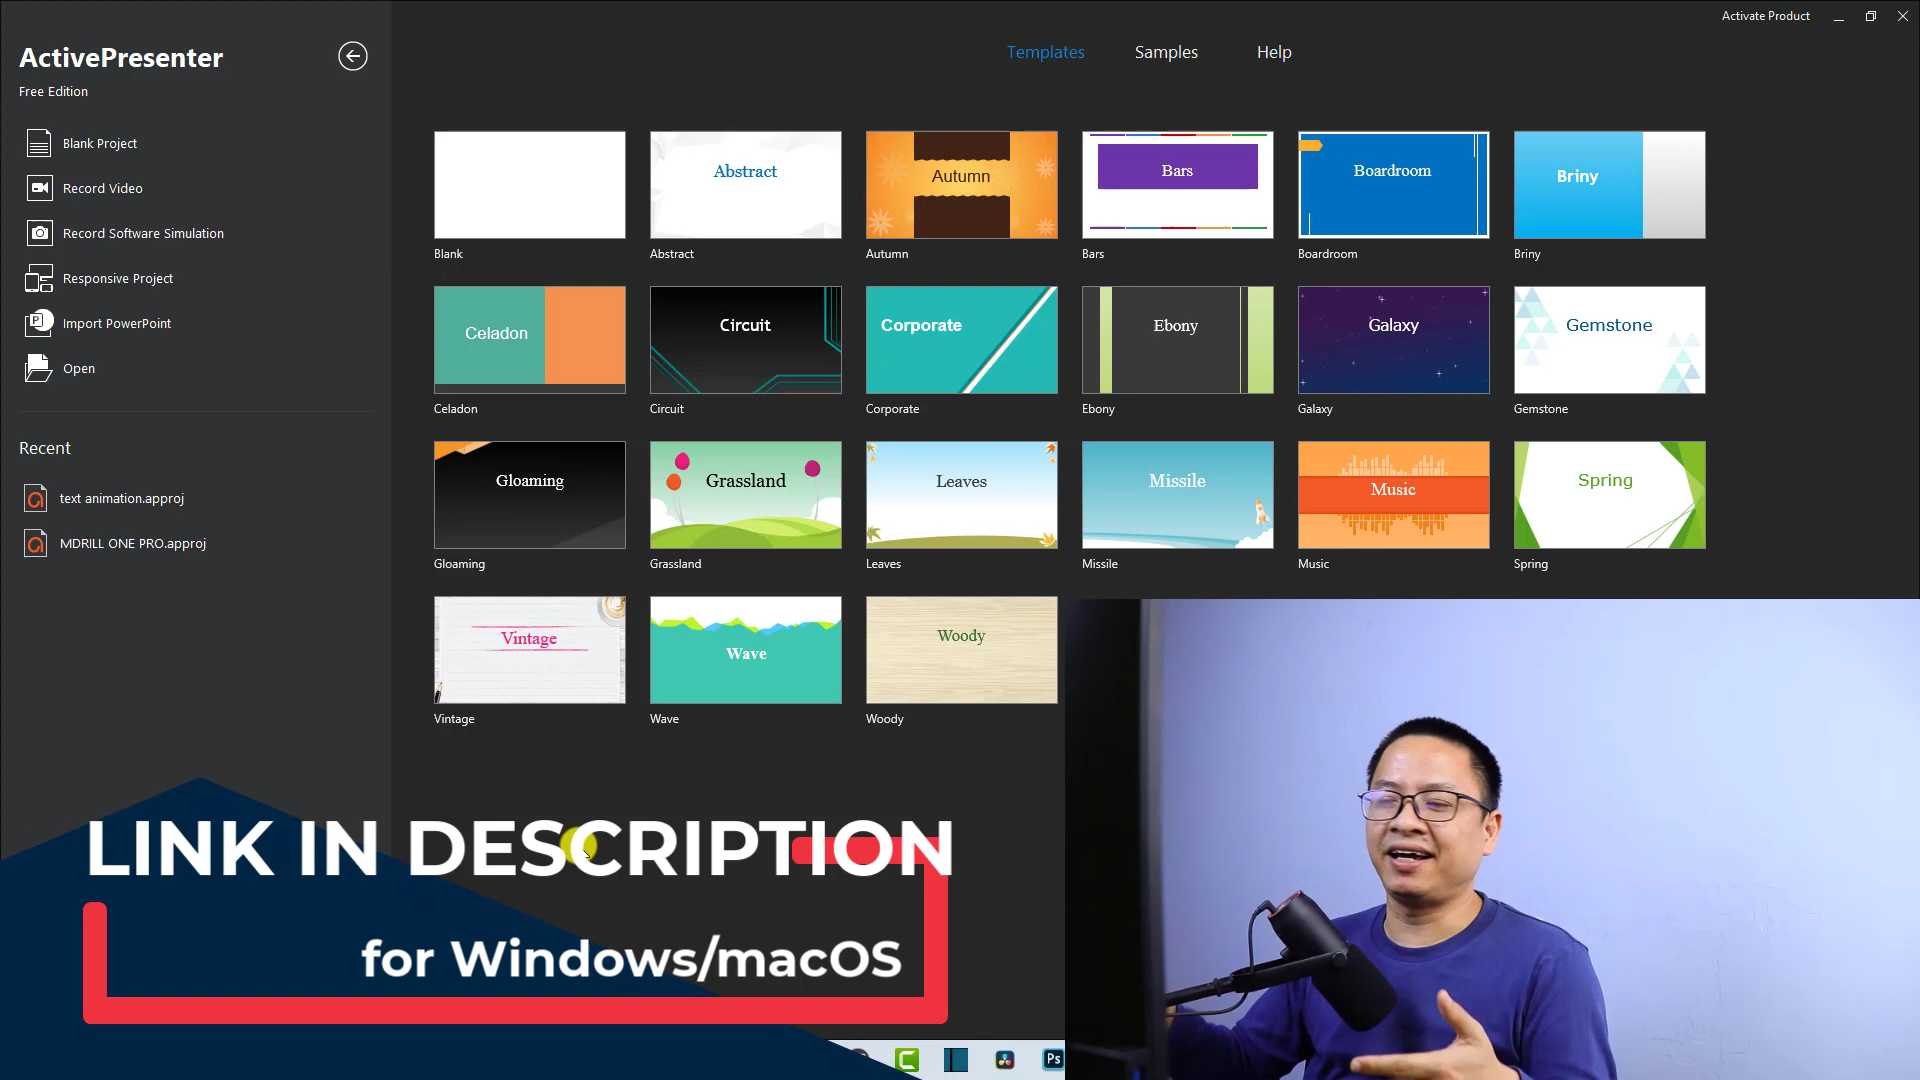 Activate Product
ActivePresenter
Free Edition
Templates
Samples
Help
Blank Project
Record Video
Record Software Simulation
Responsive Project
Import PowerPoint
Open
Recent
text animation.approj
MDRILL ONE PRO.approj
Blank
Abstract
Abstract
Autumn
Autumn
Bars
Bars
Boardroom
Boardroom
Briny
Briny
Celadon
Celadon
Circuit
Circuit
Corporate
Corporate
Ebony
Ebony
Galaxy
Galaxy
Gemstone
Gemstone
Gloaming
Gloaming
Grassland
Grassland
Leaves
Leaves
Missile
Missile
Music
Music
Spring
Spring
Vintage
Vintage
Wave
Wave
Woody
Woody
LINK IN DESCRIPTION
for Windows/macOS
Ps